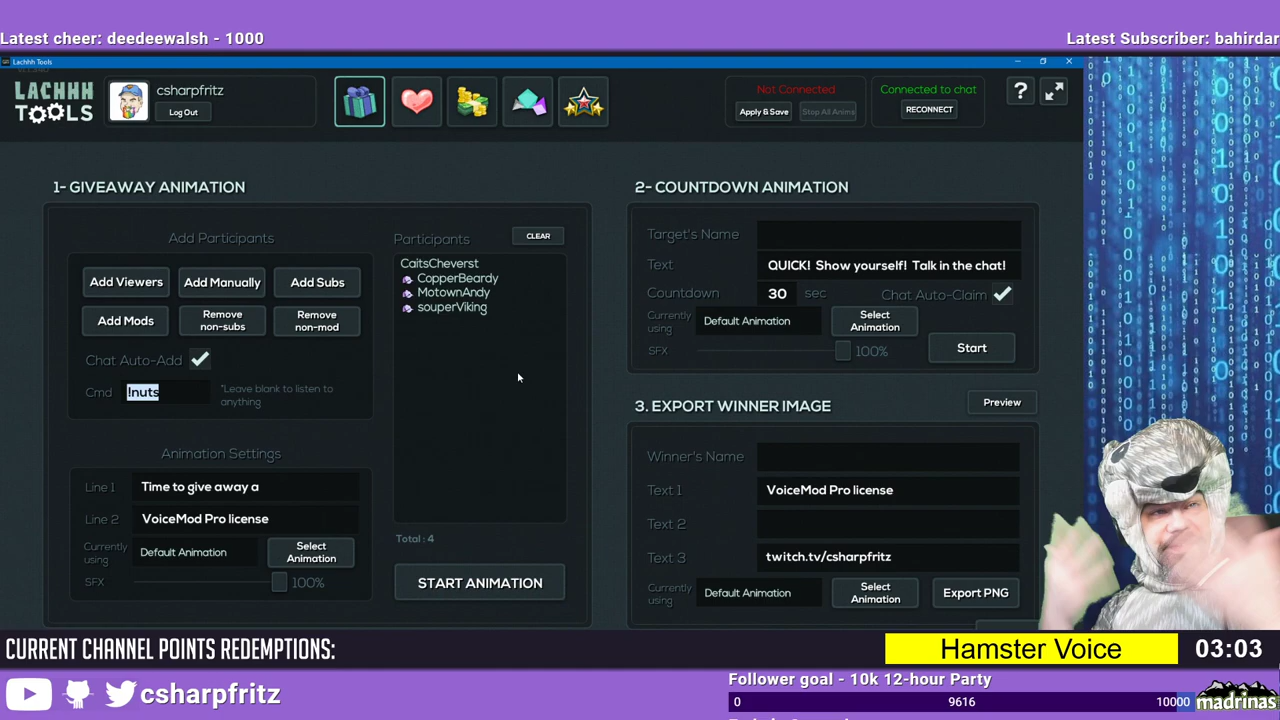 Latest cheer: deedeewalsh - 1000
Latest Subscriber: bahirdar
Lachhh Tools
LACHHH
TOOLS
csharpfritz
Log Out
Not Connected
Apply & Save
Stop All Anims
Connected to chat
RECONNECT
?
1- GIVEAWAY ANIMATION
Add Participants
Add Viewers
Add Manually
Add Subs
Add Mods
Remove
non-subs
Remove
non-mod
Chat Auto-Add
Cmd
!nuts
*Leave blank to listen to
anything
Participants
CLEAR
CaitsCheverst
CopperBeardy
MotownAndy
souperViking
Total : 4
START ANIMATION
Animation Settings
Line 1
Time to give away a
Line 2
VoiceMod Pro license
Currently
using
Default Animation
Select
Animation
SFX
100%
2- COUNTDOWN ANIMATION
Target's Name
Text
QUICK! Show yourself! Talk in the chat!
Countdown
30
sec
Chat Auto-Claim
Currently
using
Default Animation
Select
Animation
SFX
100%
Start
3. EXPORT WINNER IMAGE
Preview
Winner's Name
Text 1
VoiceMod Pro license
Text 2
Text 3
twitch.tv/csharpfritz
Currently
using
Default Animation
Select
Animation
Export PNG
CURRENT CHANNEL POINTS REDEMPTIONS:
Hamster Voice
03:03
csharpfritz
Follower goal - 10k 12-hour Party
0
9616
10000
madrinas